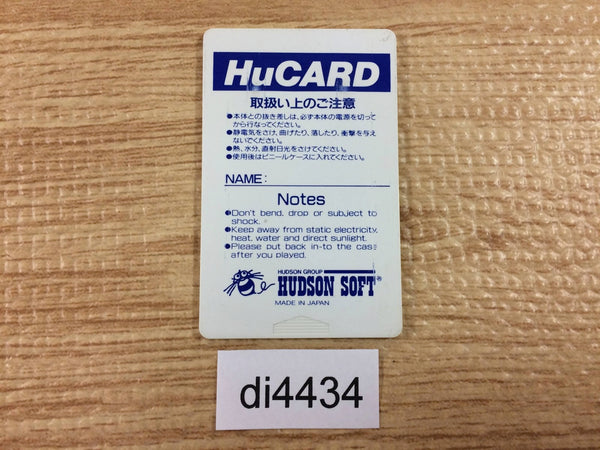 HuCARD
取扱い上のご注意
●本体との抜き差しは、必ず本体の電源を切って
から行なってください。
●静電気をさけ、曲げたり、落したり、衝撃を与え
ないでください。
●熱、水分、直射日光をさけてください。
●使用後はビニールケースに入れてください。
NAME:
Notes
●Don't bend, drop or subject to
shock.
●Keep away from static electricity,
heat, water and direct sunlight.
●Please put back in-to the case
after you played.
HUDSON GROUP
HUDSON SOFT®
MADE IN JAPAN
di4434